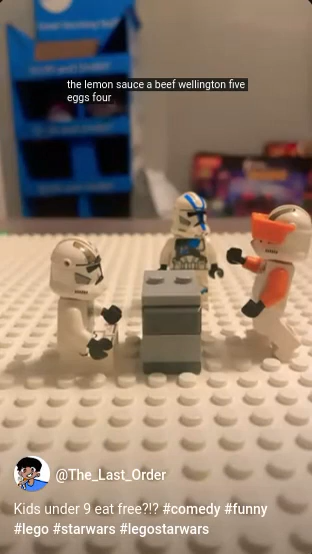 the lemon sauce a beef wellington five
eggs four
@The_Last_Order
Kids under 9 eat free?!? #comedy #funny
#lego #starwars #legostarwars